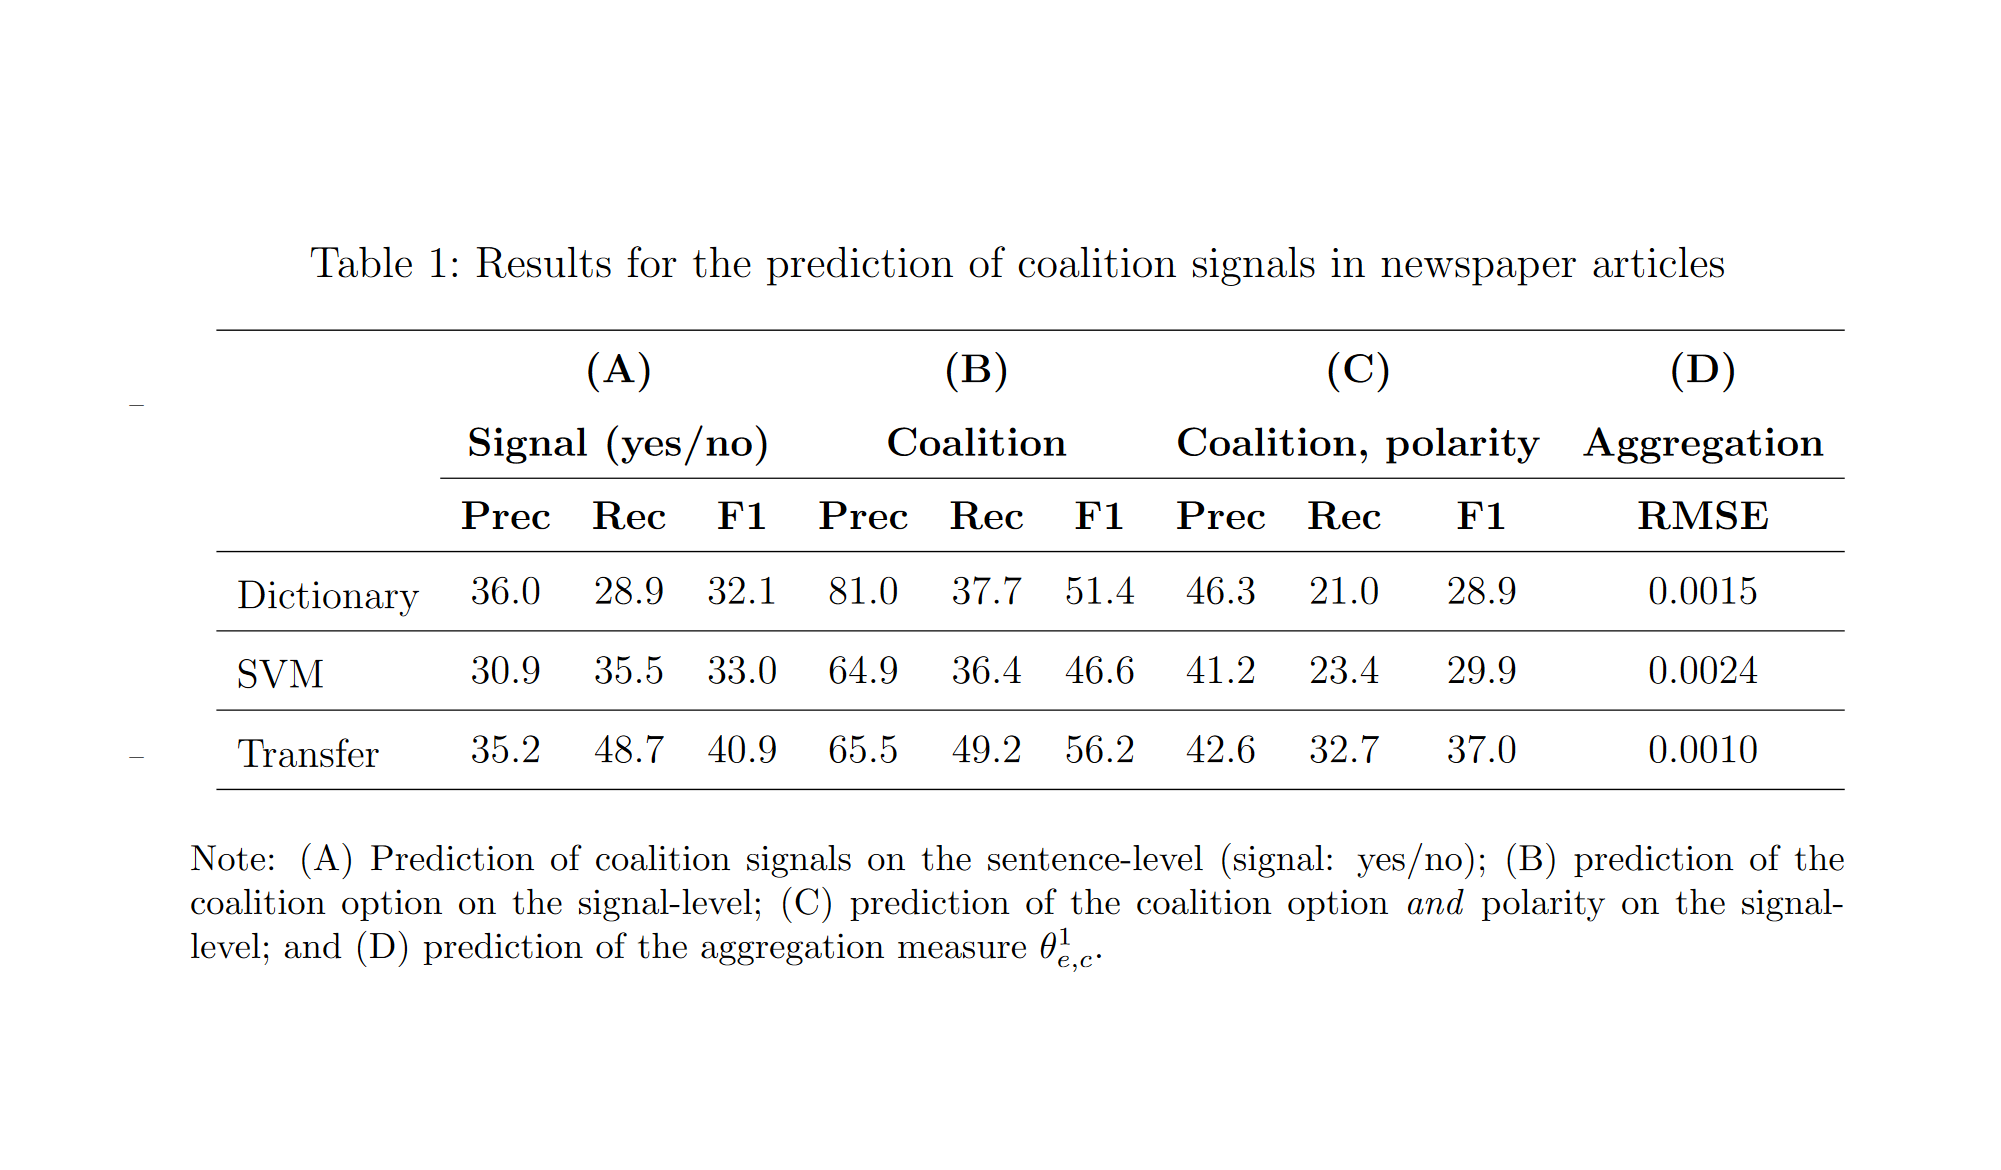 Table 1: Results for the prediction of coalition signals in newspaper articles
(A) (B) (C) (D)
Signal (yes/no) Coalition Coalition, polarity Aggregation
Prec Rec F1 Prec Rec F1 Prec Rec F1 RMSE
Dictionary 36.0 28.9 32.1 81.0 37.7 51.4 46.3 21.0 28.9 0.0015
SVM 30.9 35.5 33.0 64.9 36.4 46.6 41.2 23.4 29.9 0.0024
Transfer 35.2 48.7 40.9 65.5 49.2 56.2 42.6 32.7 37.0 0.0010
Note: (A) Prediction of coalition signals on the sentence-level (signal: yes/no); (B) prediction of the
coalition option on the signal-level; (C) prediction of the coalition option and polarity on the signal-
level; and (D) prediction of the aggregation measure θ¹e,c.